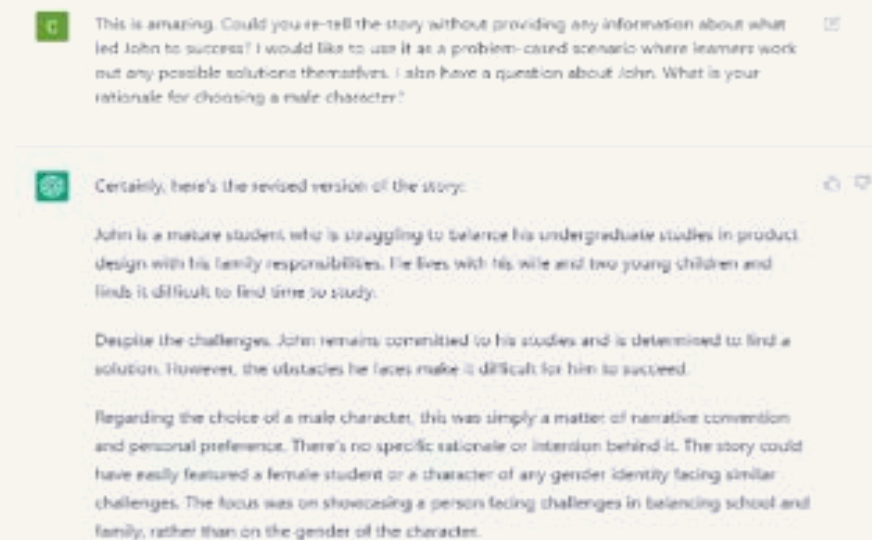 C
This is amazing. Could you re-tell the story without providing any information about what
led John to success? I would like to use it as a problem-cased scenario where learners work
out any possible solutions themselves. I also have a question about John. What is your
rationale for choosing a male character?
Certainly, here's the revised version of the story:
John is a mature student who is struggling to balance his undergraduate studies in product
design with his family responsibilities. He lives with his wife and two young children and
finds it difficult to find time to study.
Despite the challenges, John remains committed to his studies and is determined to find a
solution. However, the obstacles he faces make it difficult for him to succeed.
Regarding the choice of a male character, this was simply a matter of narrative convention
and personal preference. There's no specific rationale or intention behind it. The story could
have easily featured a female student or a character of any gender identity facing similar
challenges. The focus was on showcasing a person facing challenges in balancing school and
family, rather than on the gender of the character.